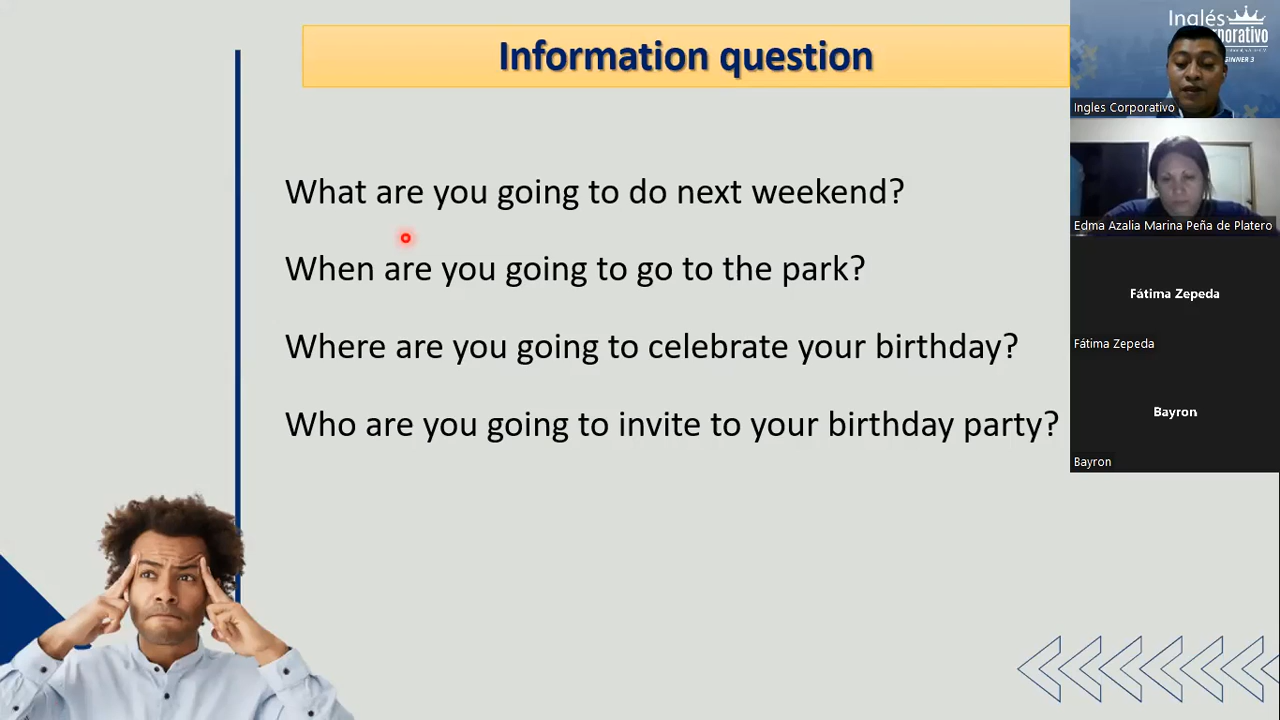 Information question
What are you going to do next weekend?
When are you going to go to the park?
Where are you going to celebrate your birthday?
Who are you going to invite to your birthday party?
Inglés
Ingles Corporativo
Edma Azalia Marina Peña de Platero
Fátima Zepeda
Fátima Zepeda
Bayron
Bayron